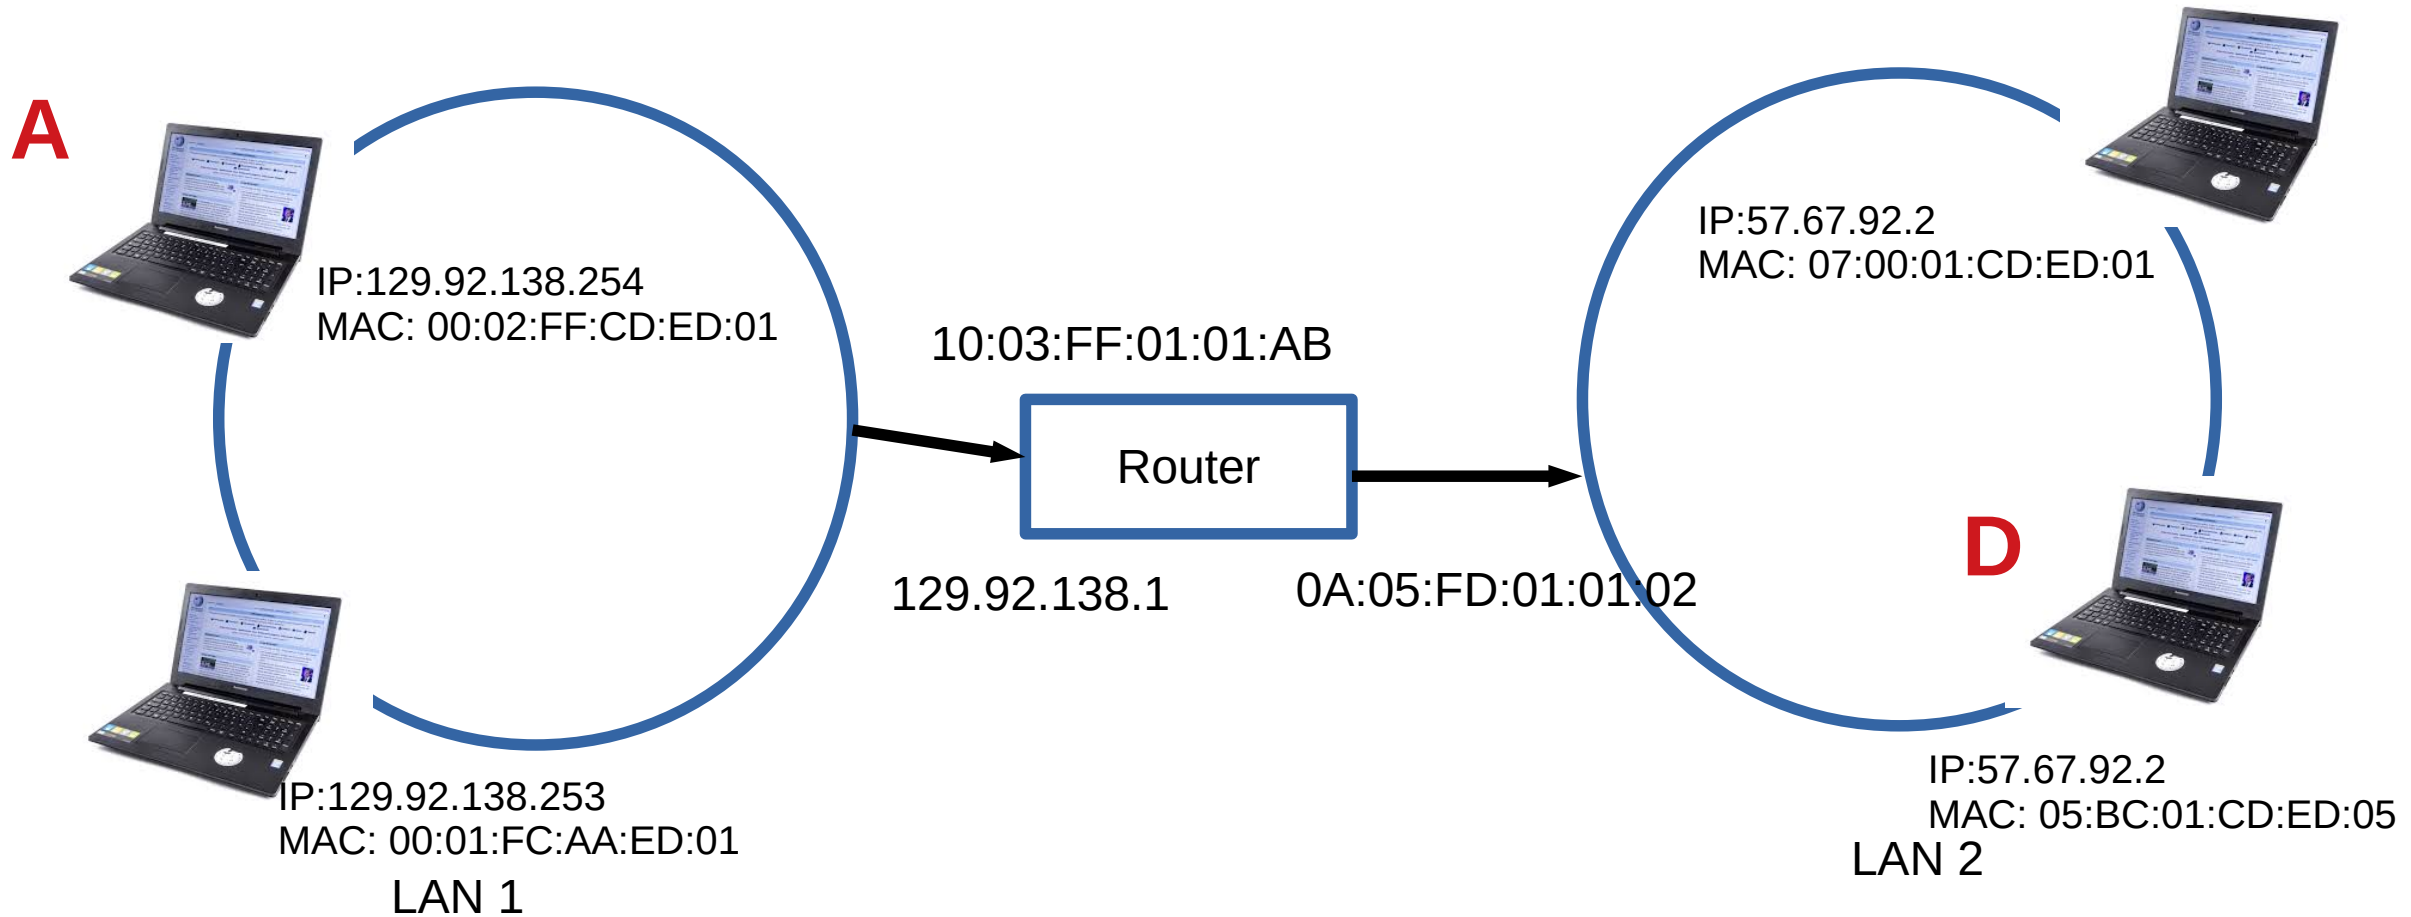 A
IP:129.92.138.254
MAC: 00:02:FF:CD:ED:01
IP:129.92.138.253
MAC: 00:01:FC:AA:ED:01
LAN 1
10:03:FF:01:01:AB
Router
129.92.138.1
0A:05:FD:01:01:02
IP:57.67.92.2
MAC: 07:00:01:CD:ED:01
D
IP:57.67.92.2
MAC: 05:BC:01:CD:ED:05
LAN 2